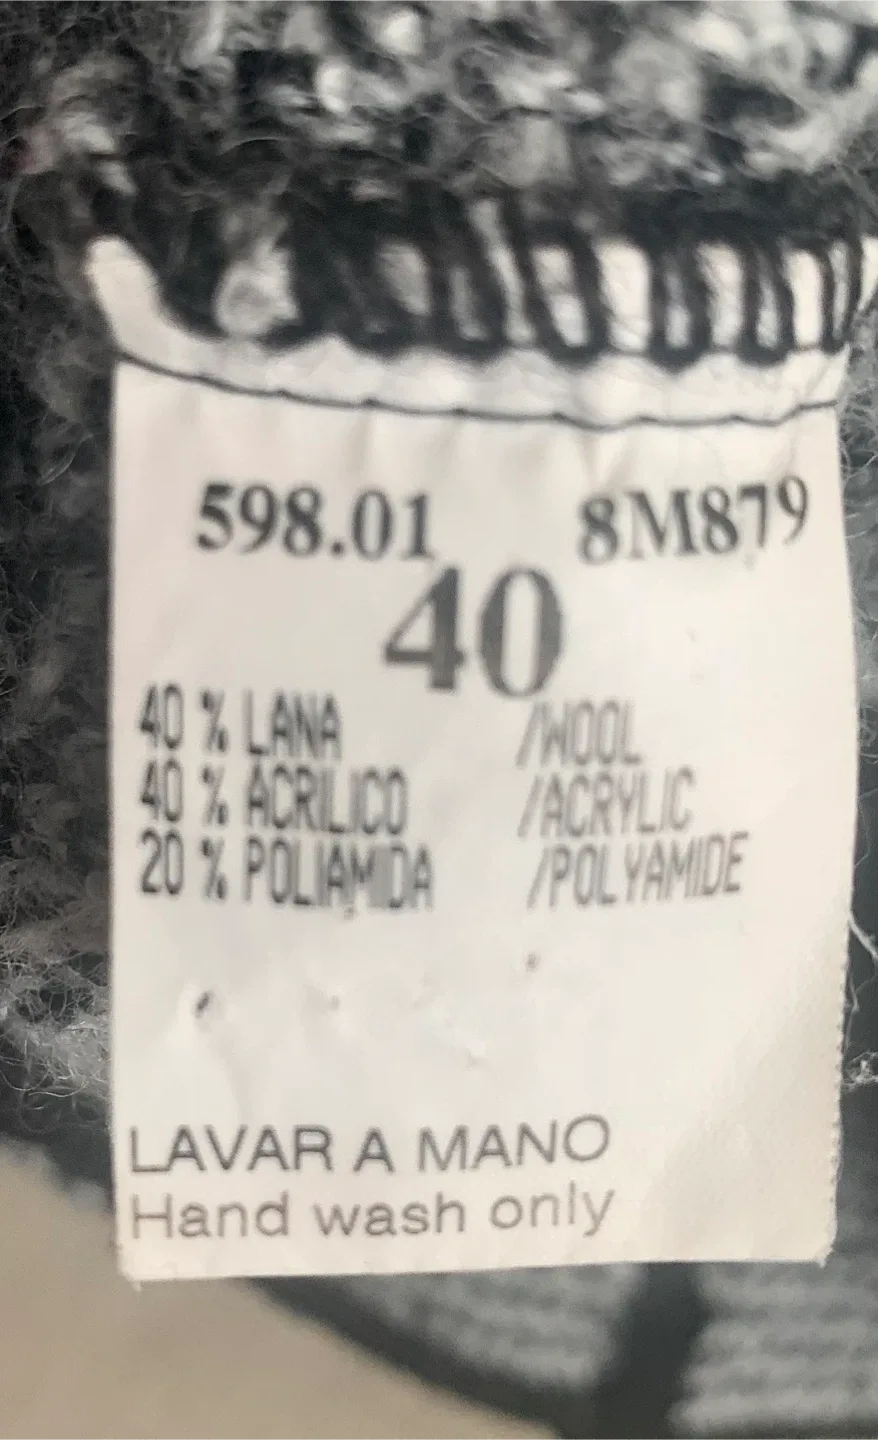 598.01 8M879
40
40 % LANA /WOOL
40 % ACRILICO /ACRYLIC
20 % POLIAMIDA /POLYAMIDE
LAVAR A MANO
Hand wash only